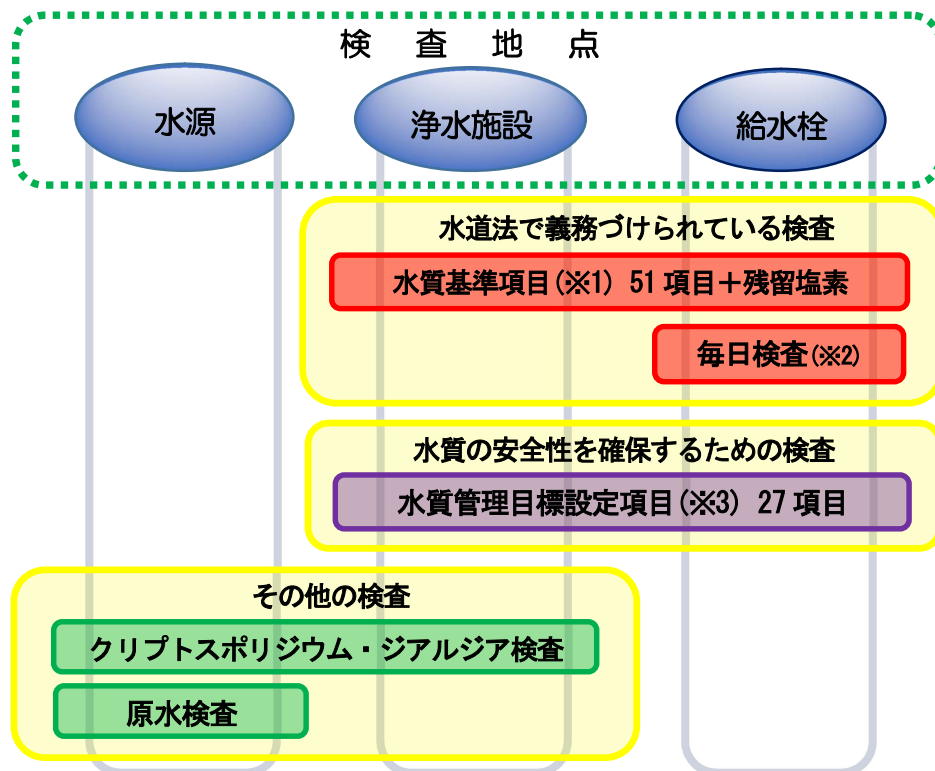 検 査 地 点
水源
浄水施設
給水栓
水道法で義務づけられている検査
水質基準項目(※1) 51 項目＋残留塩素
毎日検査(※2)
水質の安全性を確保するための検査
水質管理目標設定項目(※3) 27 項目
その他の検査
クリプトスポリジウム・ジアルジア検査
原水検査